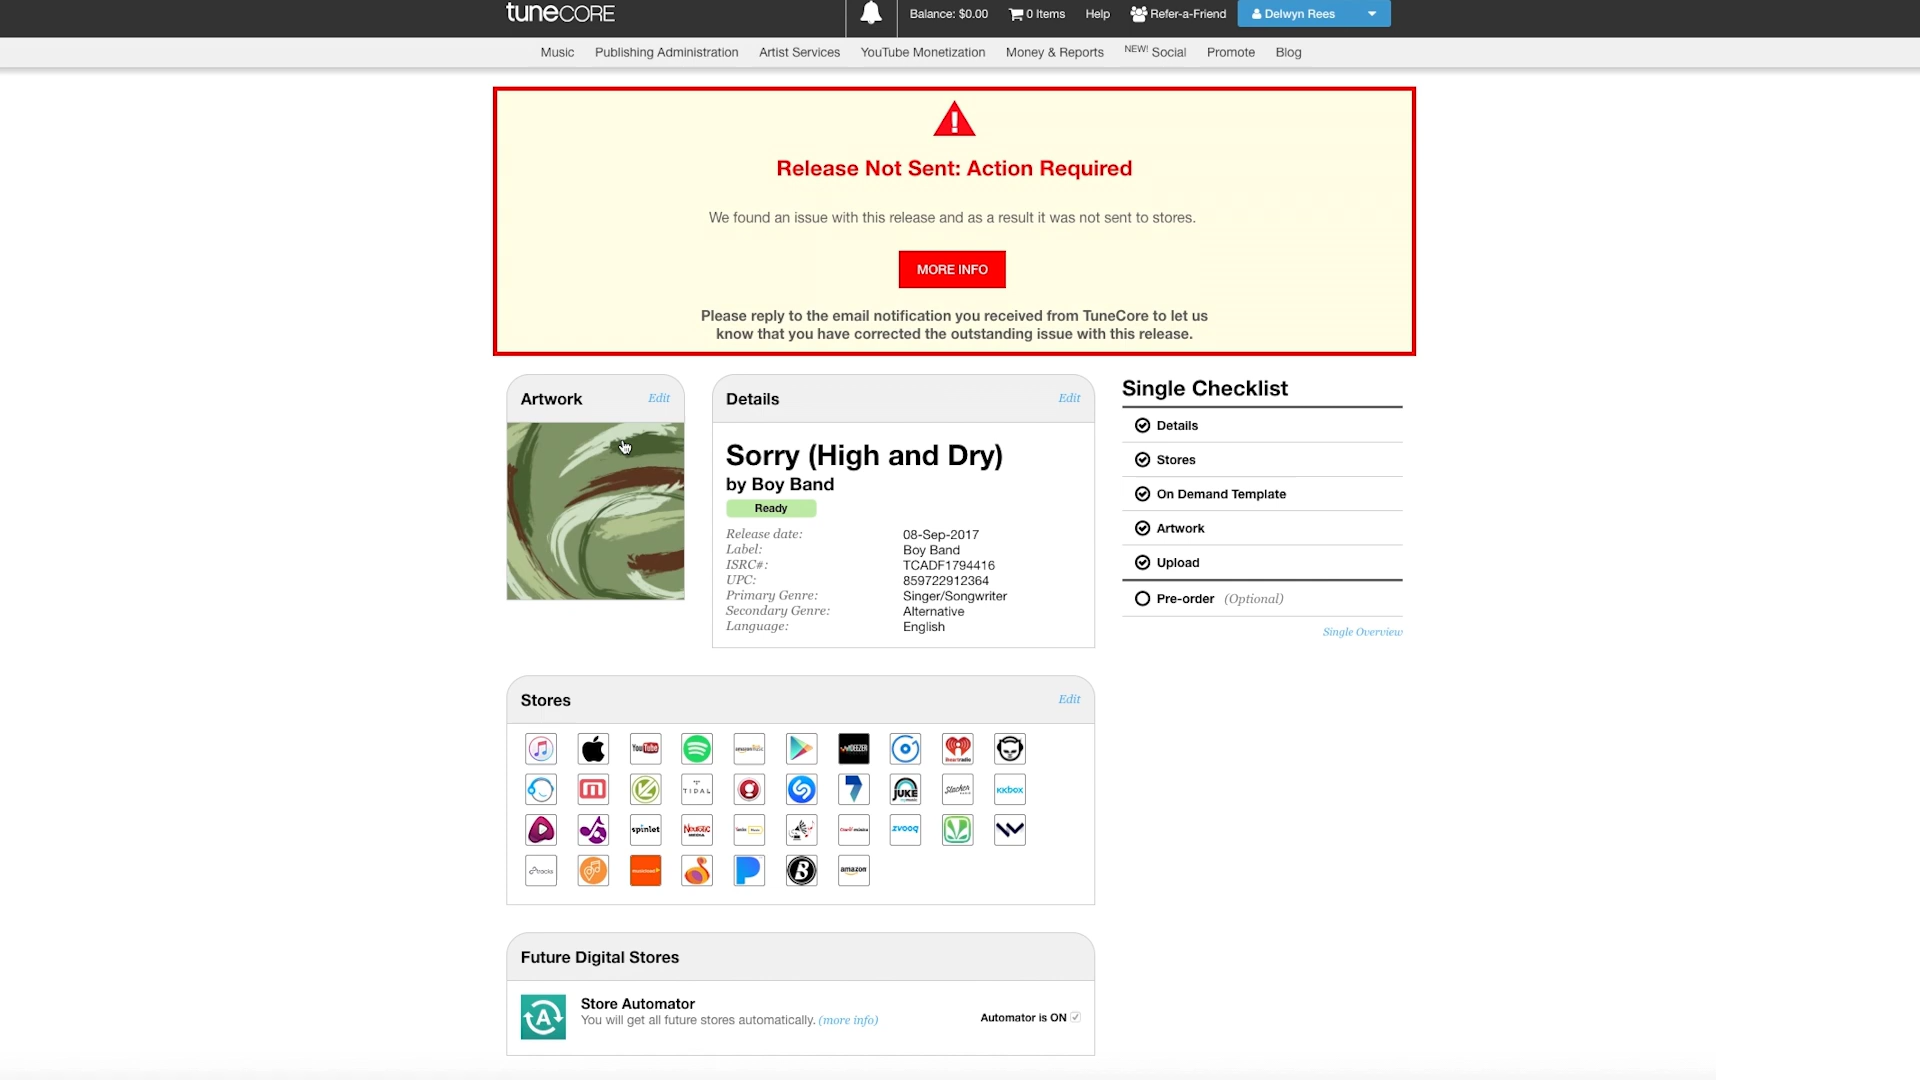 tunecore
Balance: $0.00
0 Items
Help
Refer-a-Friend
Delwyn Rees
Music
Publishing Administration
Artist Services
YouTube Monetization
Money & Reports
NEW! Social
Promote
Blog
Release Not Sent: Action Required
We found an issue with this release and as a result it was not sent to stores.
MORE INFO
Please reply to the email notification you received from TuneCore to let us
know that you have corrected the outstanding issue with this release.
Artwork
Edit
Details
Edit
Sorry (High and Dry)
by Boy Band
Ready
Release date: 08-Sep-2017
Label: Boy Band
ISRC#: TCADF1794416
UPC: 859722912364
Primary Genre: Singer/Songwriter
Secondary Genre: Alternative
Language: English
Single Checklist
Details
Stores
On Demand Template
Artwork
Upload
Pre-order (Optional)
Single Overview
Stores
Edit
YouTube
iHeartRadio
TIDAL
7
JUKE
Slacker
KKBOX
spinlet
zvooq
B
amazon
Future Digital Stores
A
Store Automator
You will get all future stores automatically. (more info)
Automator is ON